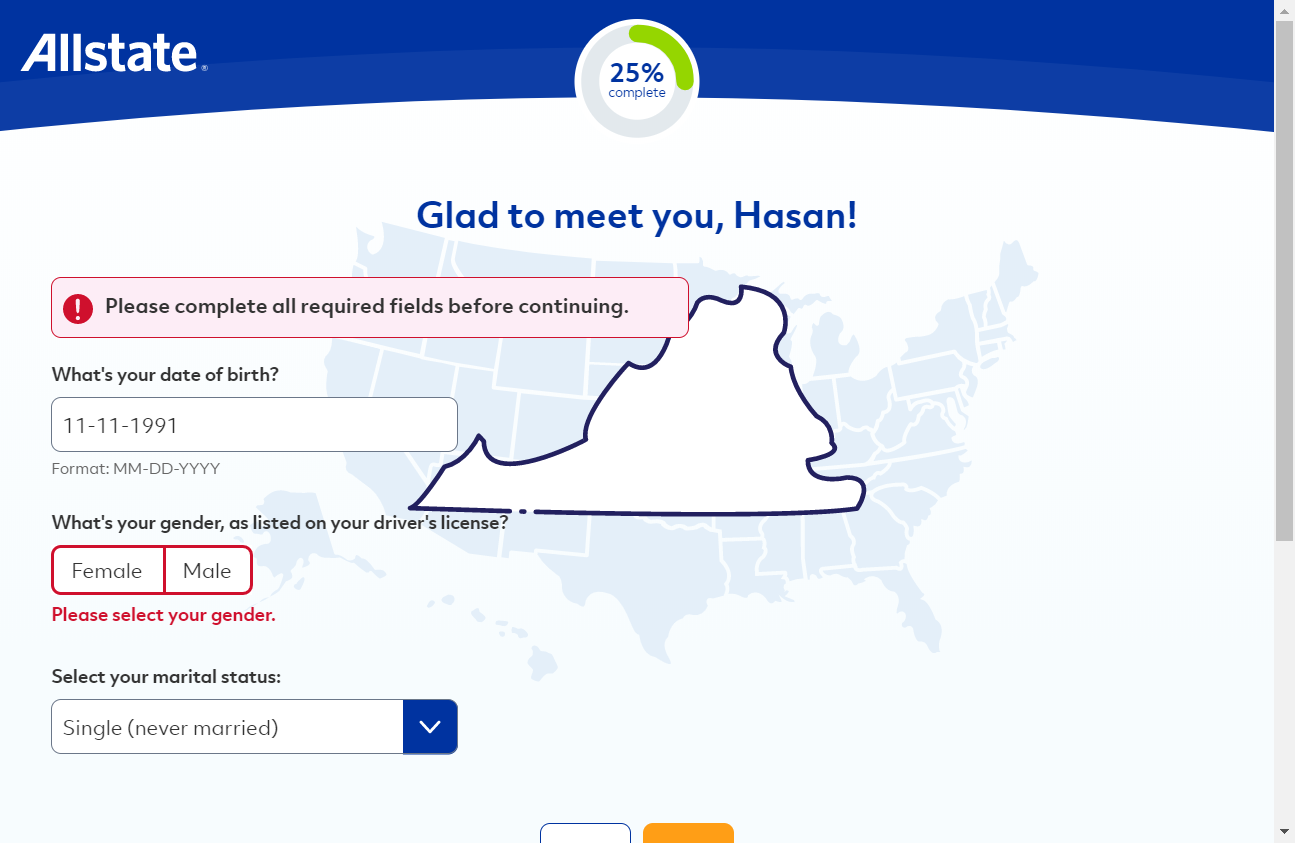 Allstate®
25%
complete
Glad to meet you, Hasan!
Please complete all required fields before continuing.
What's your date of birth?
11-11-1991
Format: MM-DD-YYYY
What's your gender, as listed on your driver's license?
Female Male
Please select your gender.
Select your marital status:
Single (never married)